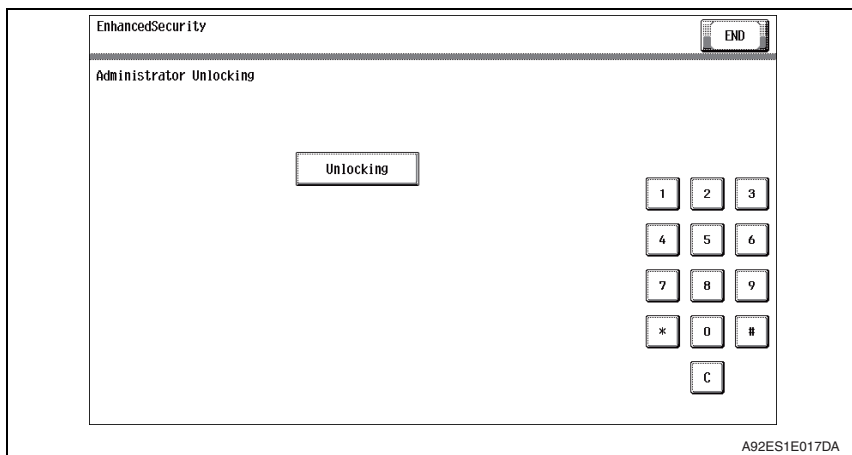 EnhancedSecurity
END
Administrator Unlocking
Unlocking
1 2 3
4 5 6
7 8 9
* 0 #
C
A92ES1E017DA